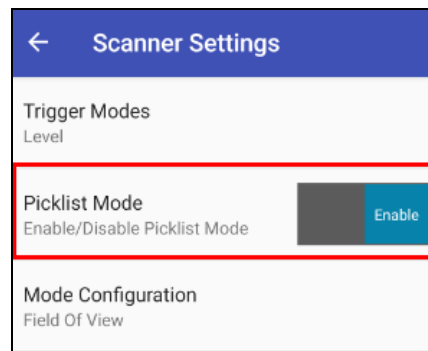 Scanner Settings
Trigger Modes
Level
Picklist Mode
Enable/Disable Picklist Mode
Enable
Mode Configuration
Field Of View